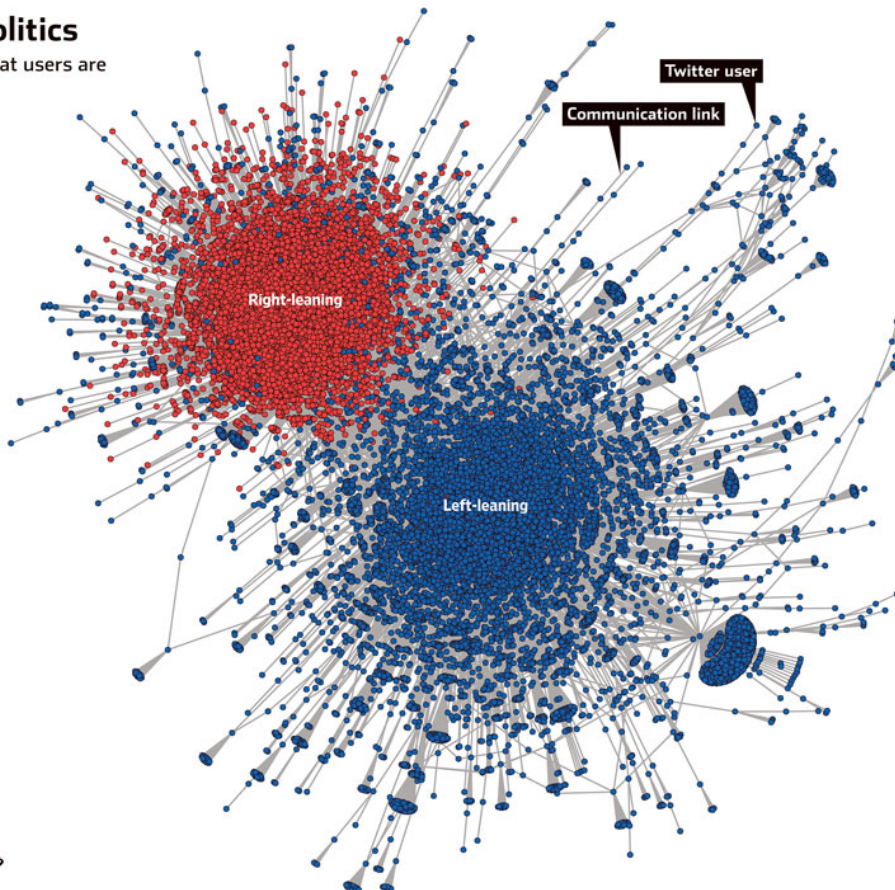 olitics
at users are
Twitter user
Communication link
Right-leaning
Left-leaning